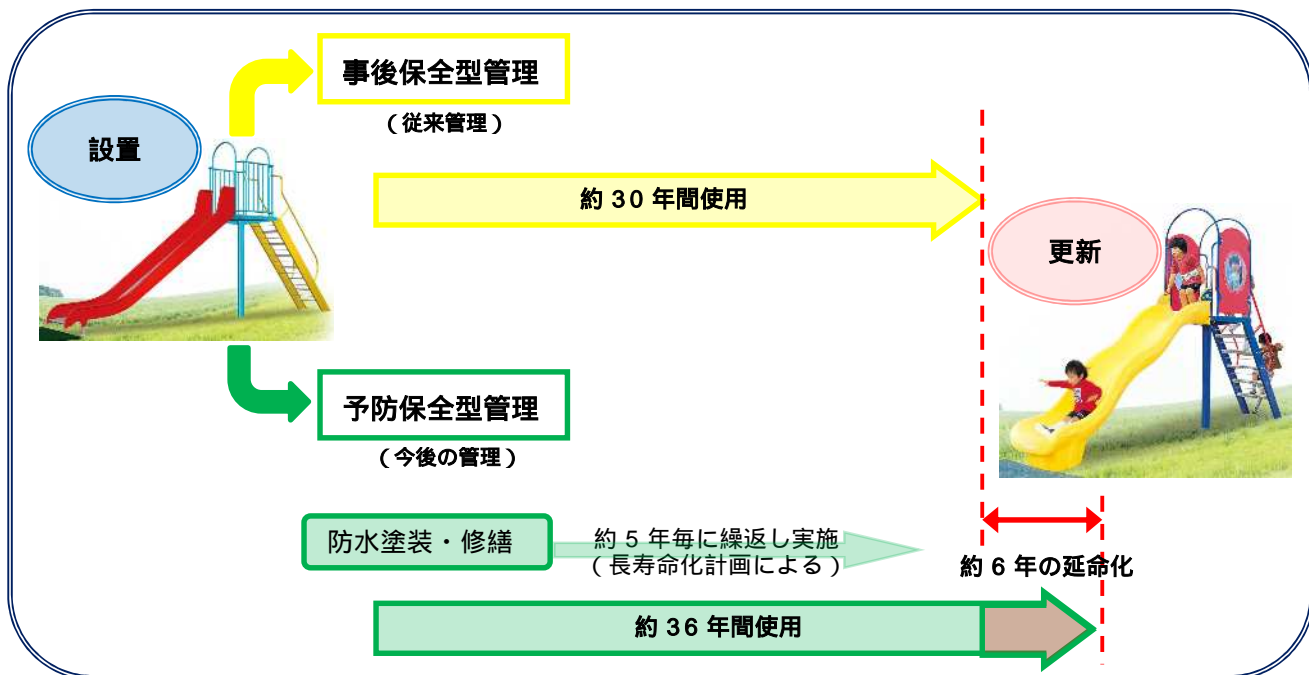 事後保全型管理
（従来管理）
設置
約 30 年間使用
更新
予防保全型管理
（今後の管理）
防水塗装・修繕
約 5 年毎に繰返し実施
（長寿命化計画による）
約 6 年の延命化
約 36 年間使用